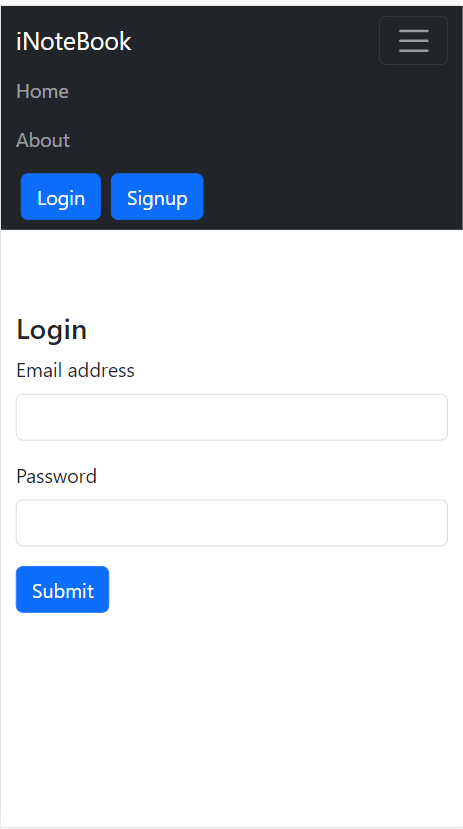 iNoteBook
Home
About
Login Signup
Login
Email address
Password
Submit